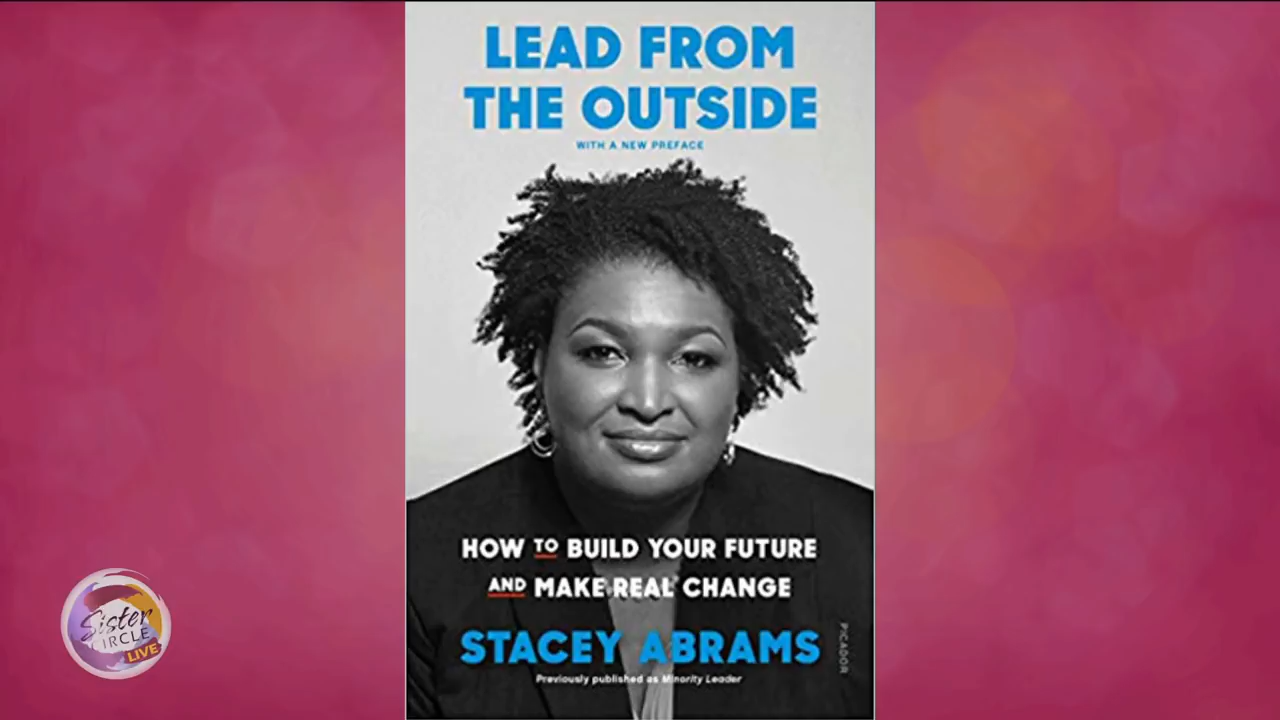 LEAD FROM
THE OUTSIDE
WITH A NEW PREFACE
HOW TO BUILD YOUR FUTURE
AND MAKE REAL CHANGE
STACEY ABRAMS
Previously published as Minority Leader
PICADOR
Sister
CIRCLE
LIVE